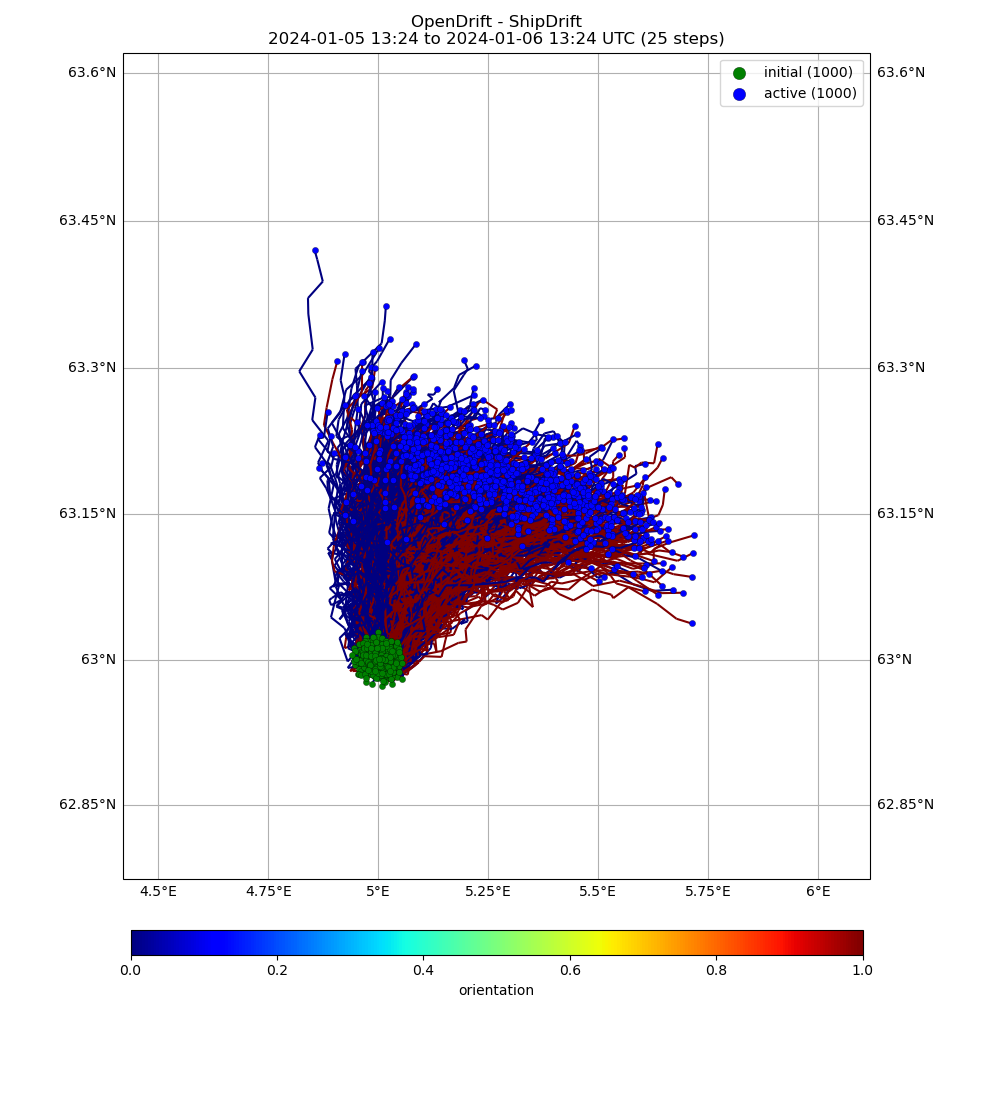 OpenDrift - ShipDrift
2024-01-05 13:24 to 2024-01-06 13:24 UTC (25 steps)
initial (1000)
active (1000)
63.6°N 63.6°N
63.45°N 63.45°N
63.3°N 63.3°N
63.15°N 63.15°N
63°N 63°N
62.85°N 62.85°N
4.5°E 4.75°E 5°E 5.25°E 5.5°E 5.75°E 6°E
0.0 0.2 0.4 0.6 0.8 1.0
orientation